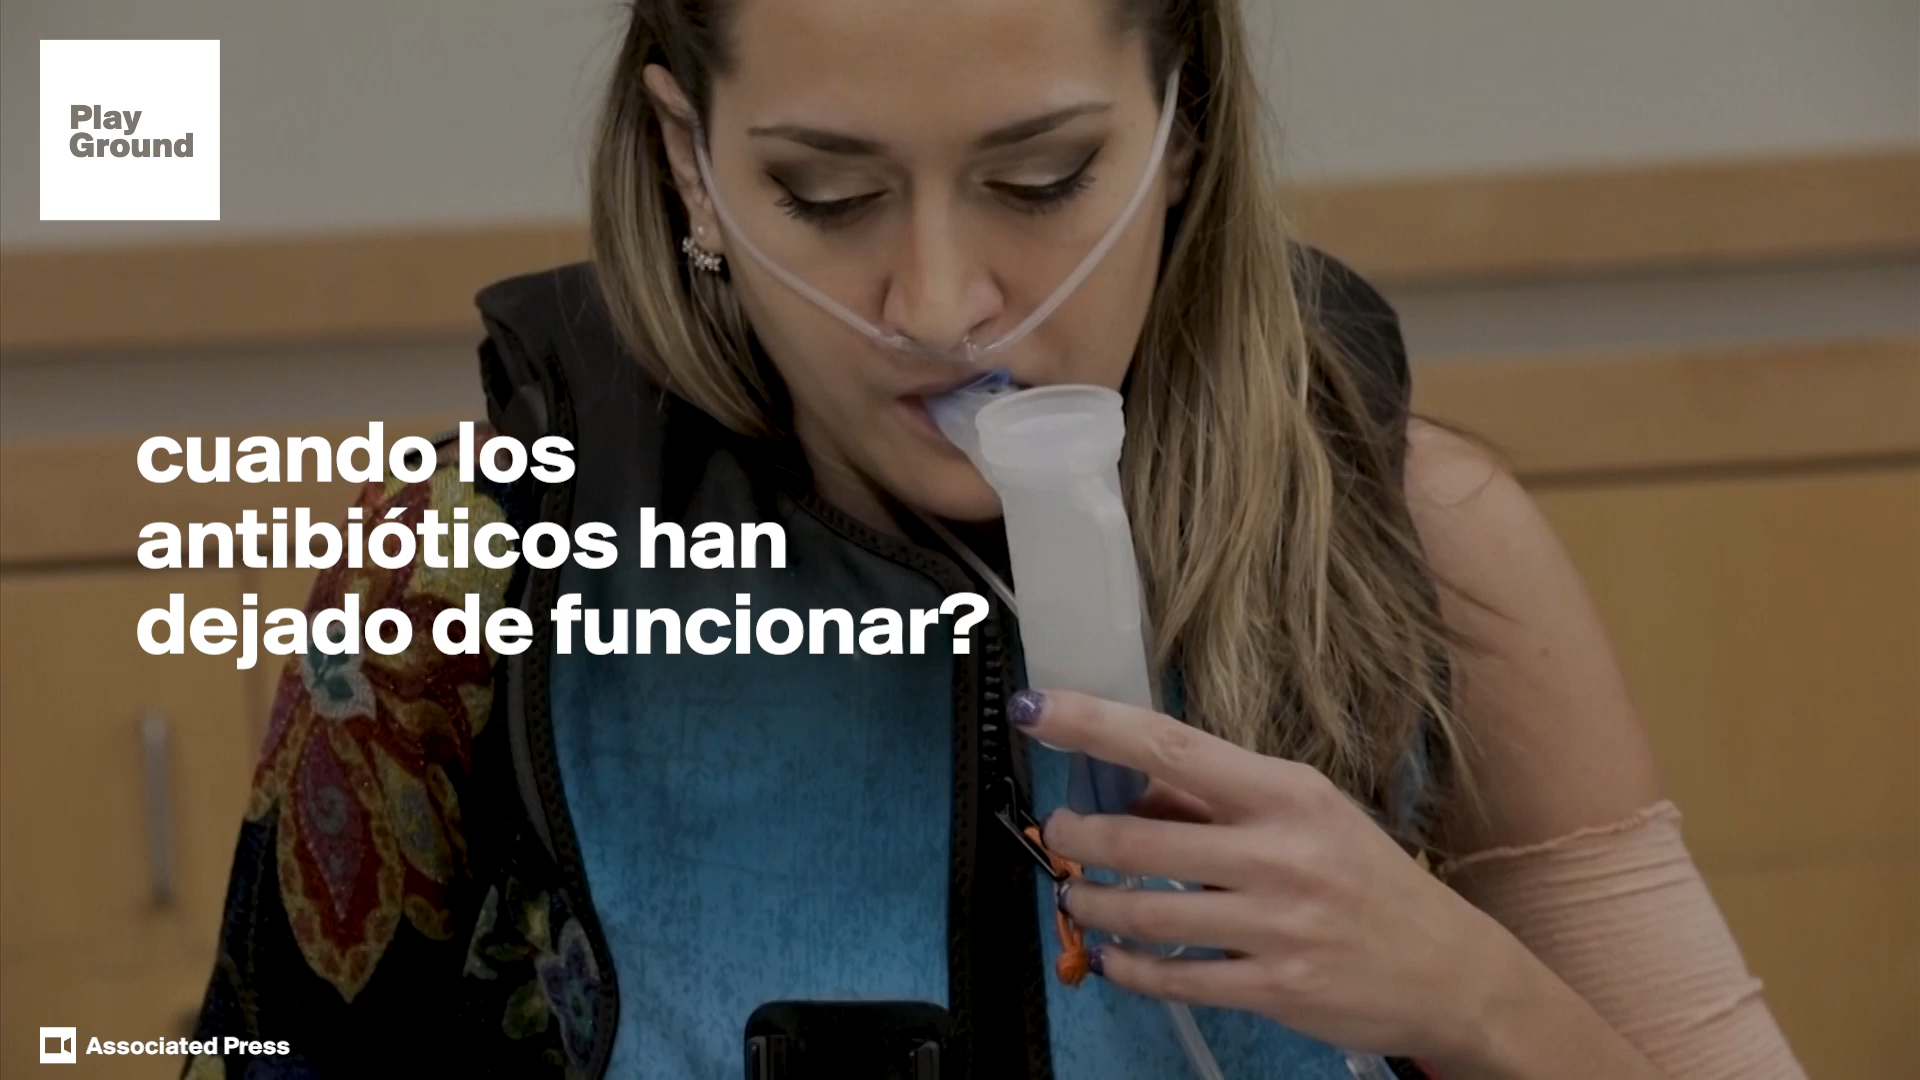 Play
Ground
cuando los
antibióticos han
dejado de funcionar?
Associated Press